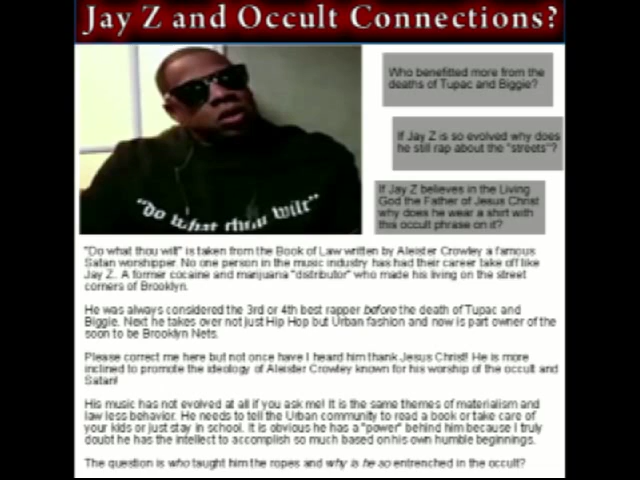 Jay Z and Occult Connections?
Who benefitted more from the
deaths of Tupac and Biggie?
If Jay Z is so evolved why does
he still rap about the "streets"?
If Jay Z believes in the Living
God the Father of Jesus Christ
why does he wear a shirt with
this occult phrase on it?
"do what thou wilt"
"Do what thou wilt" is taken from the Book of Law written by Aleister Crowley a famous
Satan worshipper. No one person in the music industry has had their career take off like
Jay Z. A former cocaine and marijuana "distributor" who made his living on the street
corners of Brooklyn.
He was always considered the 3rd or 4th best rapper before the death of Tupac and
Biggie. Next he takes over not just Hip Hop but Urban fashion and now is part owner of the
soon to be Brooklyn Nets.
Please correct me here but not once have I heard him thank Jesus Christ! He is more
inclined to promote the ideology of Aleister Crowley known for his worship of the occult and
Satan!
His music has not evolved at all if you ask me! It is the same themes of materialism and
law less behavior. He needs to tell the Urban community to read a book or take care of
your kids or just stay in school. It is obvious he has a "power" behind him because I truly
doubt he has the intellect to accomplish so much based on his own humble beginnings.
The question is who taught him the ropes and why is he so entrenched in the occult?